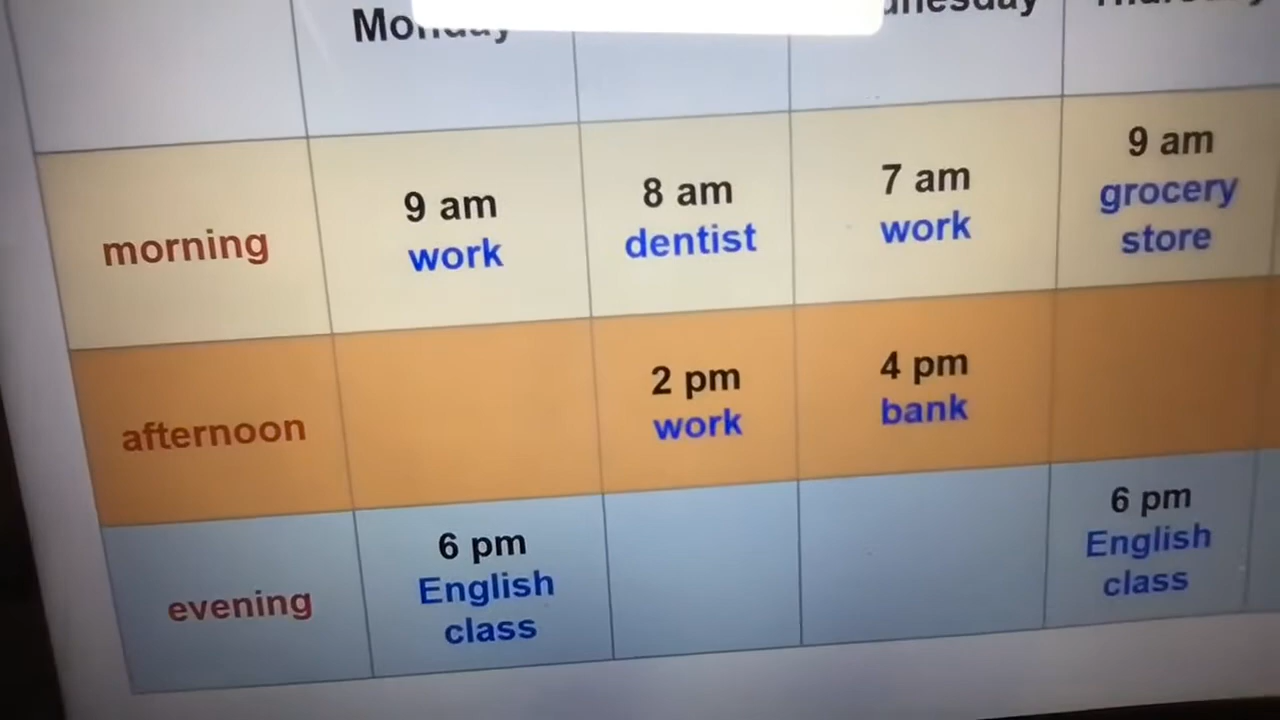 Monday
morning
9 am
work
8 am
dentist
7 am
work
9 am
grocery
store
afternoon
2 pm
work
4 pm
bank
evening
6 pm
English
class
6 pm
English
class